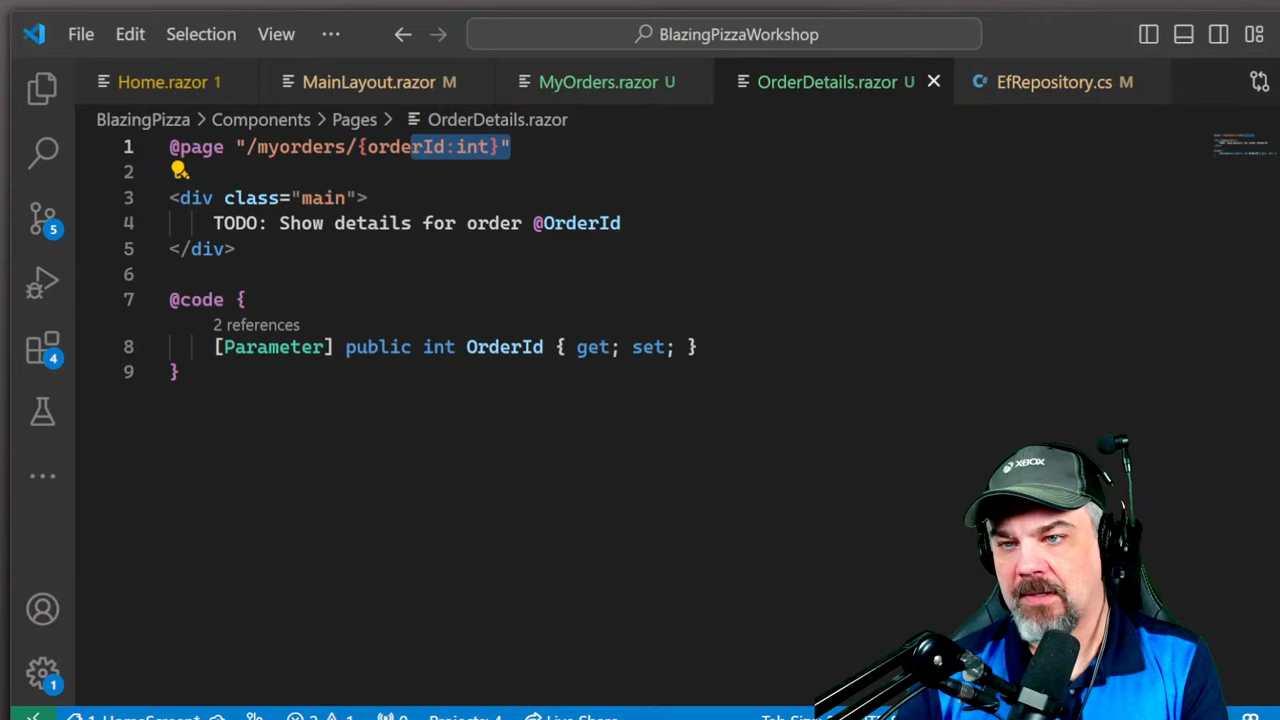 File Edit Selection View ··· BlazingPizzaWorkshop
Home.razor 1 MainLayout.razor M MyOrders.razor U OrderDetails.razor U EfRepository.cs M
BlazingPizza > Components > Pages > OrderDetails.razor
1 @page "/myorders/{orderId:int}"
2
3 <div class="main">
4 TODO: Show details for order @OrderId
5 </div>
6
7 @code {
2 references
8 [Parameter] public int OrderId { get; set; }
9 }
5
4
1
XBOX